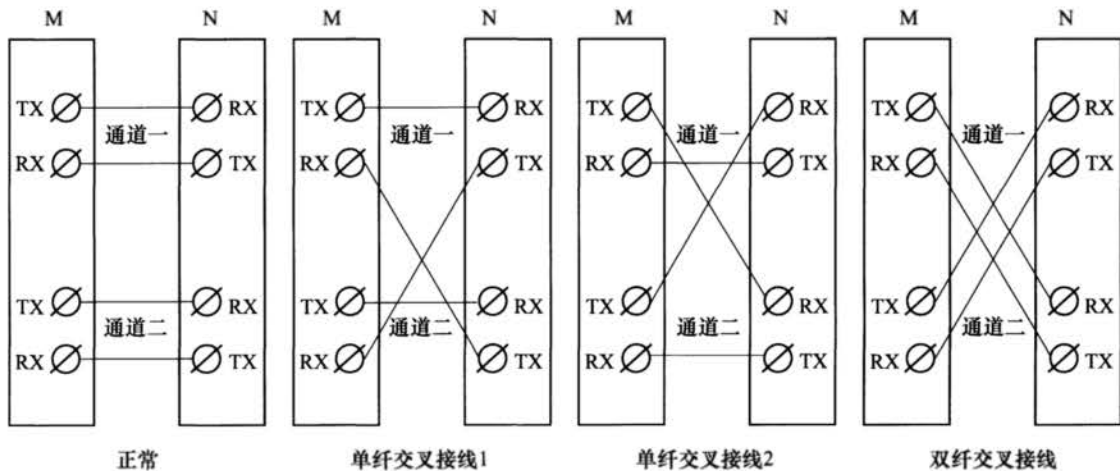 M N M N M N M N
TX RX TX RX TX RX TX RX
通道一 通道一 通道一 通道一
RX TX RX TX RX TX RX TX
TX RX TX RX TX RX TX RX
通道二 通道二 通道二 通道二
RX TX RX TX RX TX RX TX
正常 单纤交叉接线1 单纤交叉接线2 双纤交叉接线